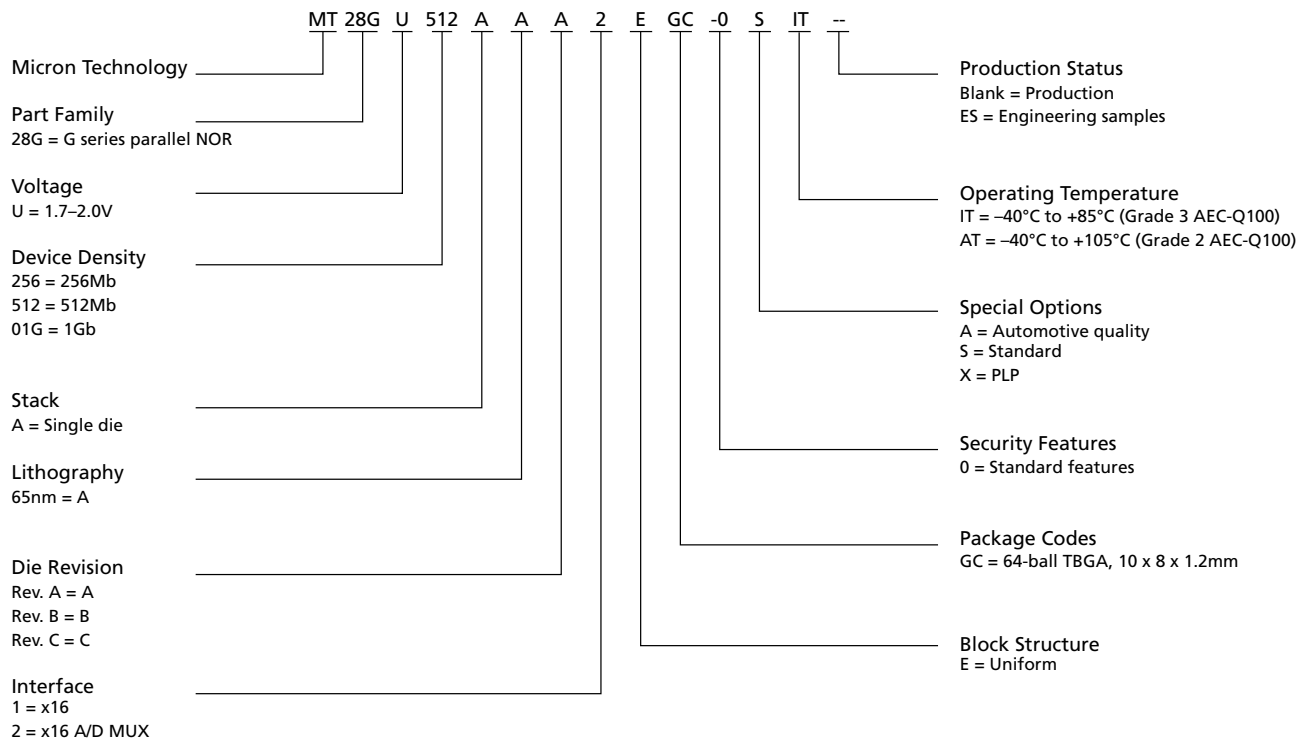 MT 28G U 512 A A A 2 E GC -0 S IT --
Micron Technology
Part Family
28G = G series parallel NOR
Voltage
U = 1.7–2.0V
Device Density
256 = 256Mb
512 = 512Mb
01G = 1Gb
Stack
A = Single die
Lithography
65nm = A
Die Revision
Rev. A = A
Rev. B = B
Rev. C = C
Interface
1 = x16
2 = x16 A/D MUX
Production Status
Blank = Production
ES = Engineering samples
Operating Temperature
IT = –40°C to +85°C (Grade 3 AEC-Q100)
AT = –40°C to +105°C (Grade 2 AEC-Q100)
Special Options
A = Automotive quality
S = Standard
X = PLP
Security Features
0 = Standard features
Package Codes
GC = 64-ball TBGA, 10 x 8 x 1.2mm
Block Structure
E = Uniform